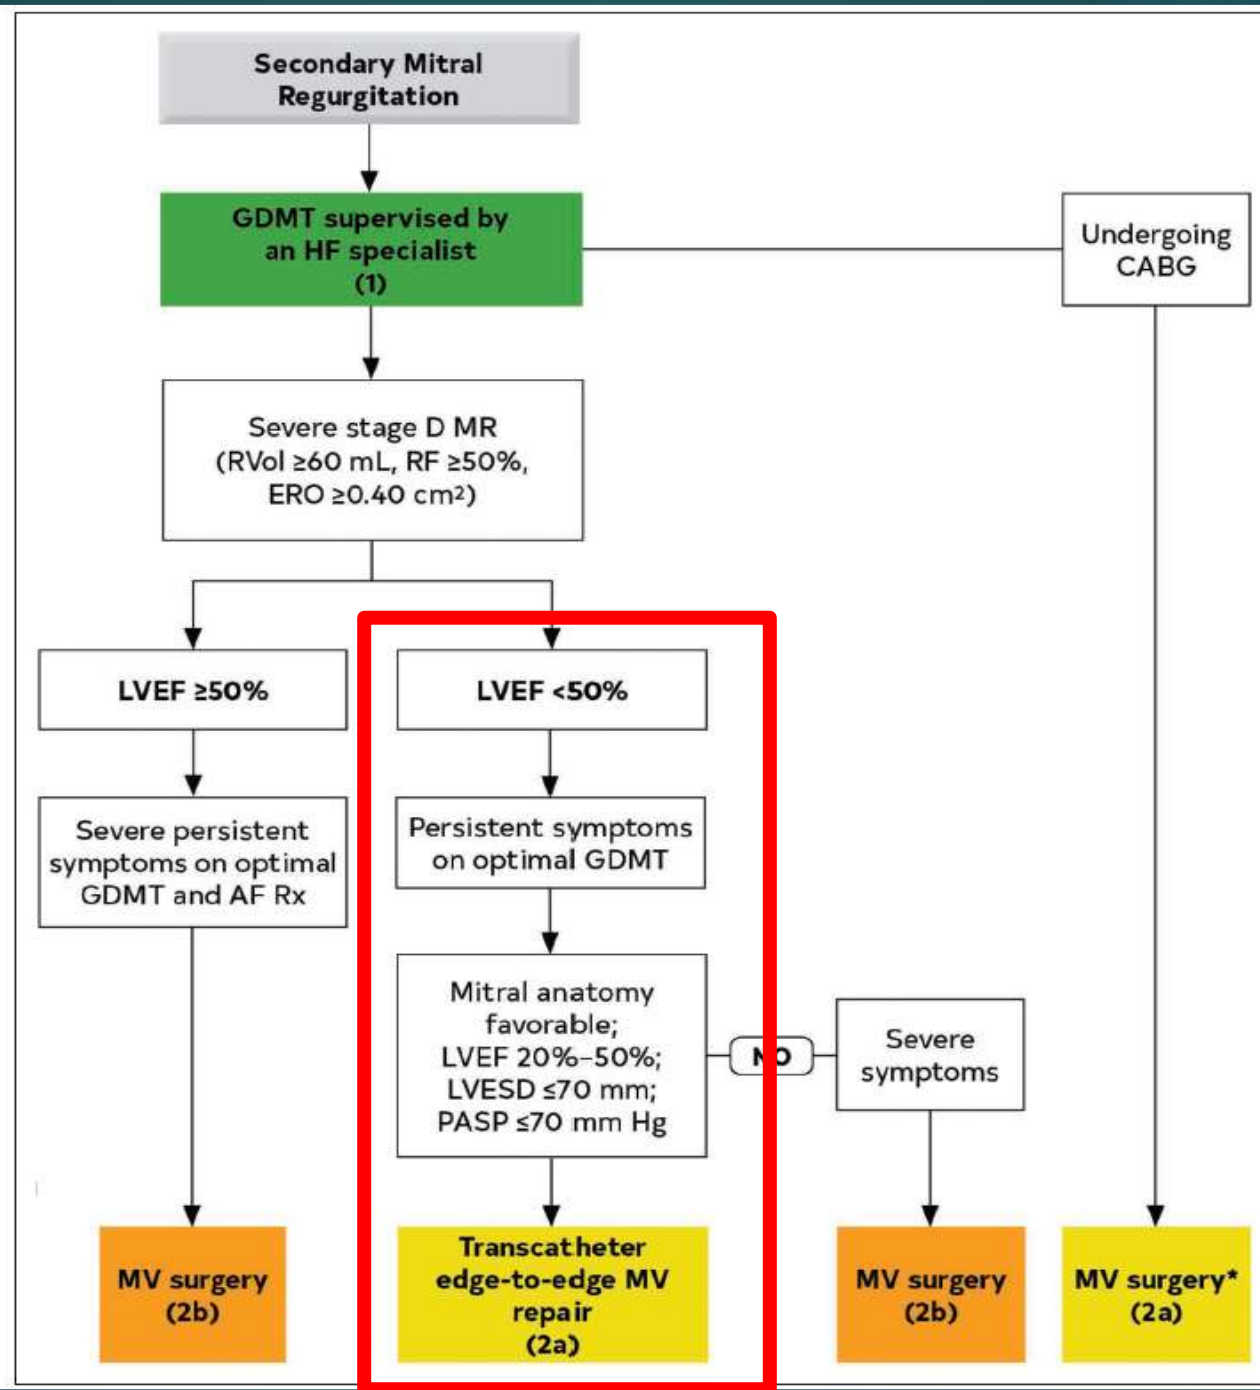 Secondary Mitral
Regurgitation
GDMT supervised by
an HF specialist
(1)
Undergoing
CABG
Severe stage D MR
(RVol ≥60 mL, RF ≥50%,
ERO ≥0.40 cm²)
LVEF ≥50%
LVEF <50%
Severe persistent
symptoms on optimal
GDMT and AF Rx
Persistent symptoms
on optimal GDMT
Mitral anatomy
favorable;
LVEF 20%–50%;
LVESD ≤70 mm;
PASP ≤70 mm Hg
NO
Severe
symptoms
MV surgery
(2b)
Transcatheter
edge-to-edge MV
repair
(2a)
MV surgery
(2b)
MV surgery*
(2a)